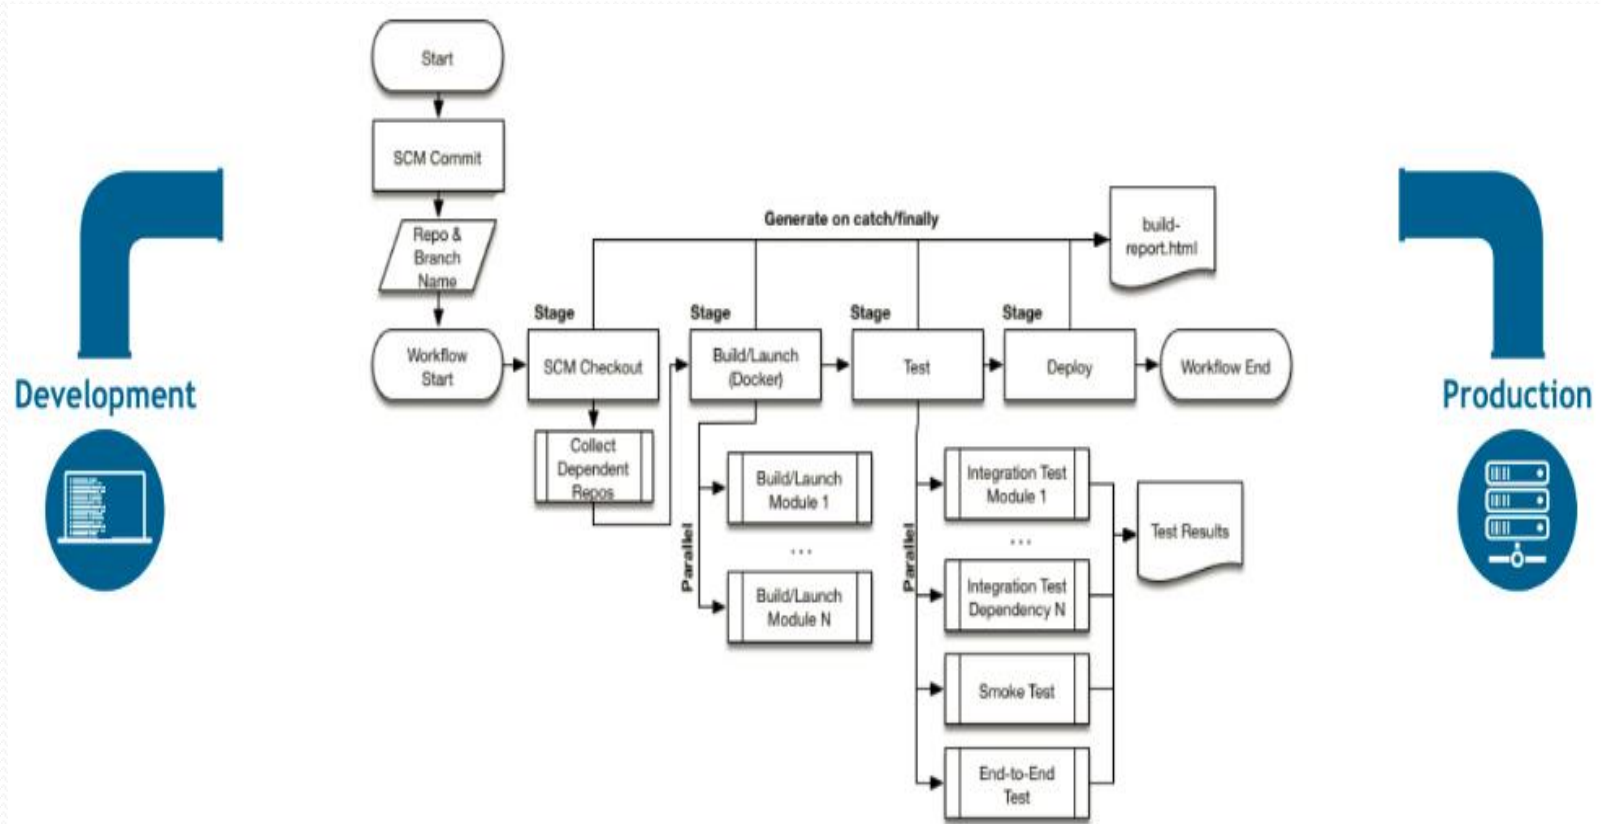 Start
SCM Commit
Repo &
Branch
Name
Generate on catch/finally
build-
report.html
Stage
Stage
Stage
Stage
Workflow
Start
SCM Checkout
Build/Launch
(Docker)
Test
Deploy
Workflow End
Development
Production
Collect
Dependent
Repos
Parallel
Build/Launch
Module 1
...
Build/Launch
Module N
Parallel
Integration Test
Module 1
...
Integration Test
Dependency N
Smoke Test
End-to-End
Test
Test Results